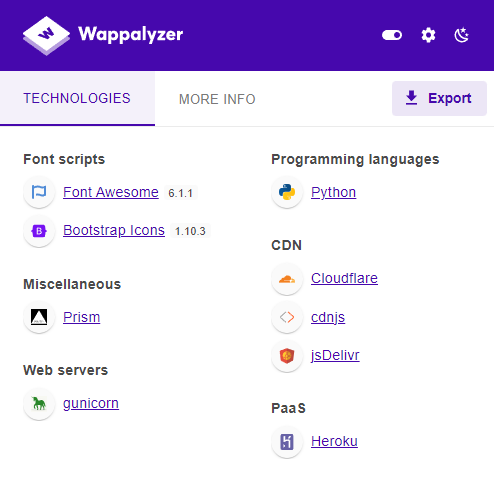 Wappalyzer
TECHNOLOGIES
MORE INFO
Export
Font scripts
Font Awesome 6.1.1
Bootstrap Icons 1.10.3
Miscellaneous
Prism
Web servers
gunicorn
Programming languages
Python
CDN
Cloudflare
cdnjs
jsDelivr
PaaS
Heroku